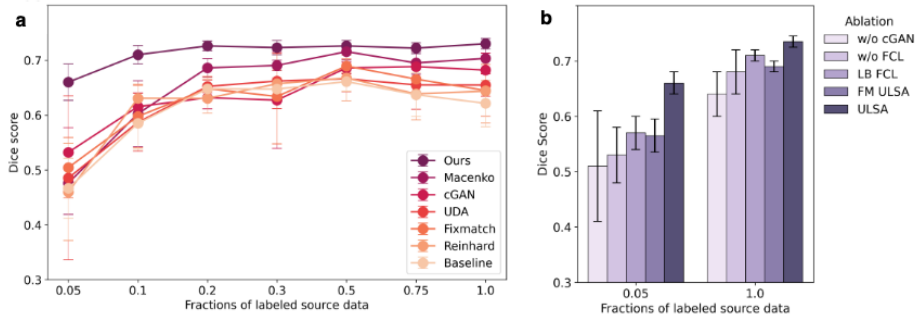 a
Dice score
0.7
0.6
0.5
0.4
0.3
0.05
0.1
0.2
0.3
0.5
0.75
1.0
Fractions of labeled source data
Ours
Macenko
cGAN
UDA
Fixmatch
Reinhard
Baseline
b
Dice Score
0.7
0.6
0.5
0.4
0.3
0.05
1.0
Fractions of labeled source data
Ablation
w/o cGAN
w/o FCL
LB FCL
FM ULSA
ULSA